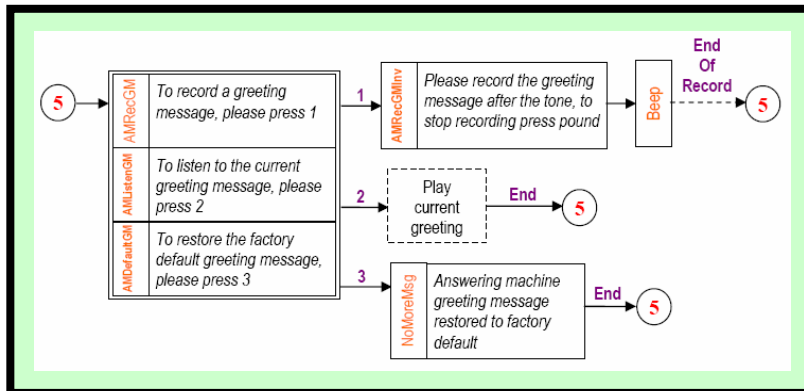 5
AMRecGM
To record a greeting
message, please press 1
1
AMRecGMInv
Please record the greeting
message after the tone, to
stop recording press pound
Beep
End
Of
Record
5
AMListenGM
To listen to the current
greeting message, please
press 2
2
Play
current
greeting
End
5
AMDefaultGM
To restore the factory
default greeting message,
please press 3
3
NoMoreMsg
Answering machine
greeting message
restored to factory
default
End
5